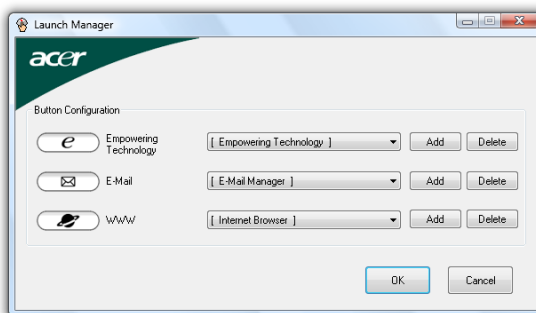 Launch Manager
acer
Button Configuration
e
Empowering
Technology
[ Empowering Technology ]
Add
Delete
E-Mail
[ E-Mail Manager ]
Add
Delete
WWW
[ Internet Browser ]
Add
Delete
OK
Cancel